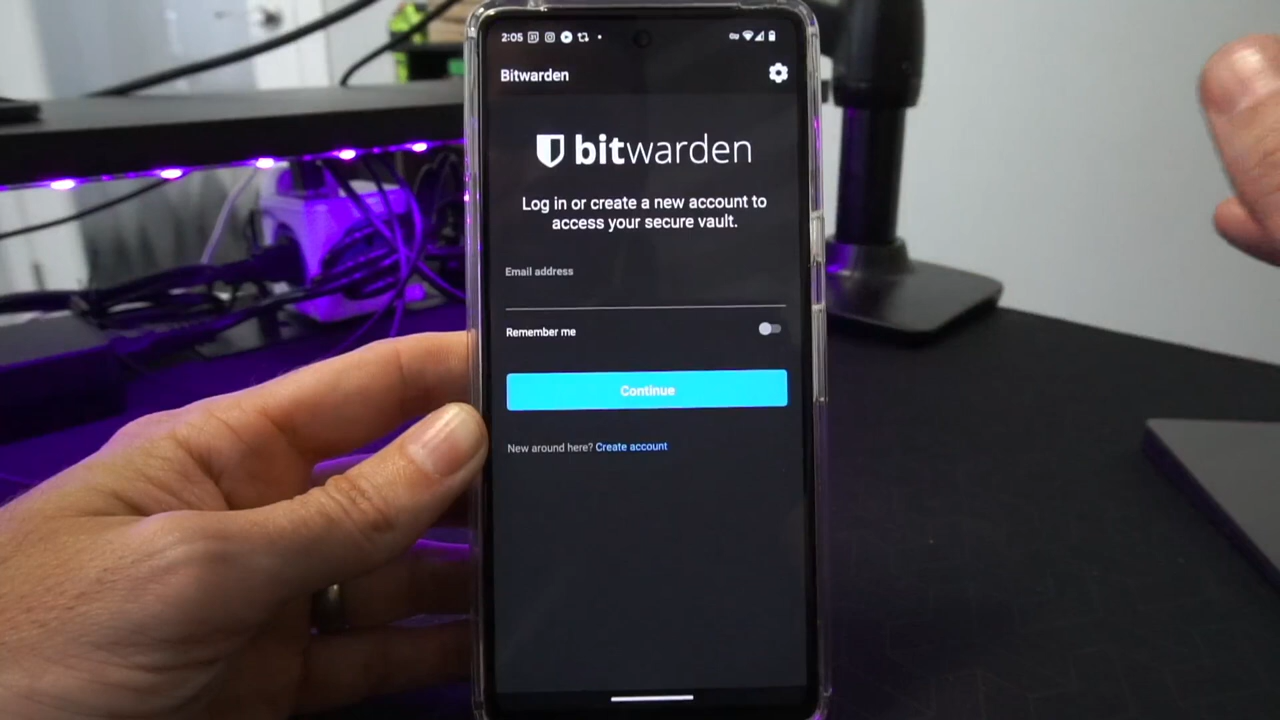 2:05
Bitwarden
bitwarden
Log in or create a new account to
access your secure vault.
Email address
Remember me
Continue
New around here? Create account